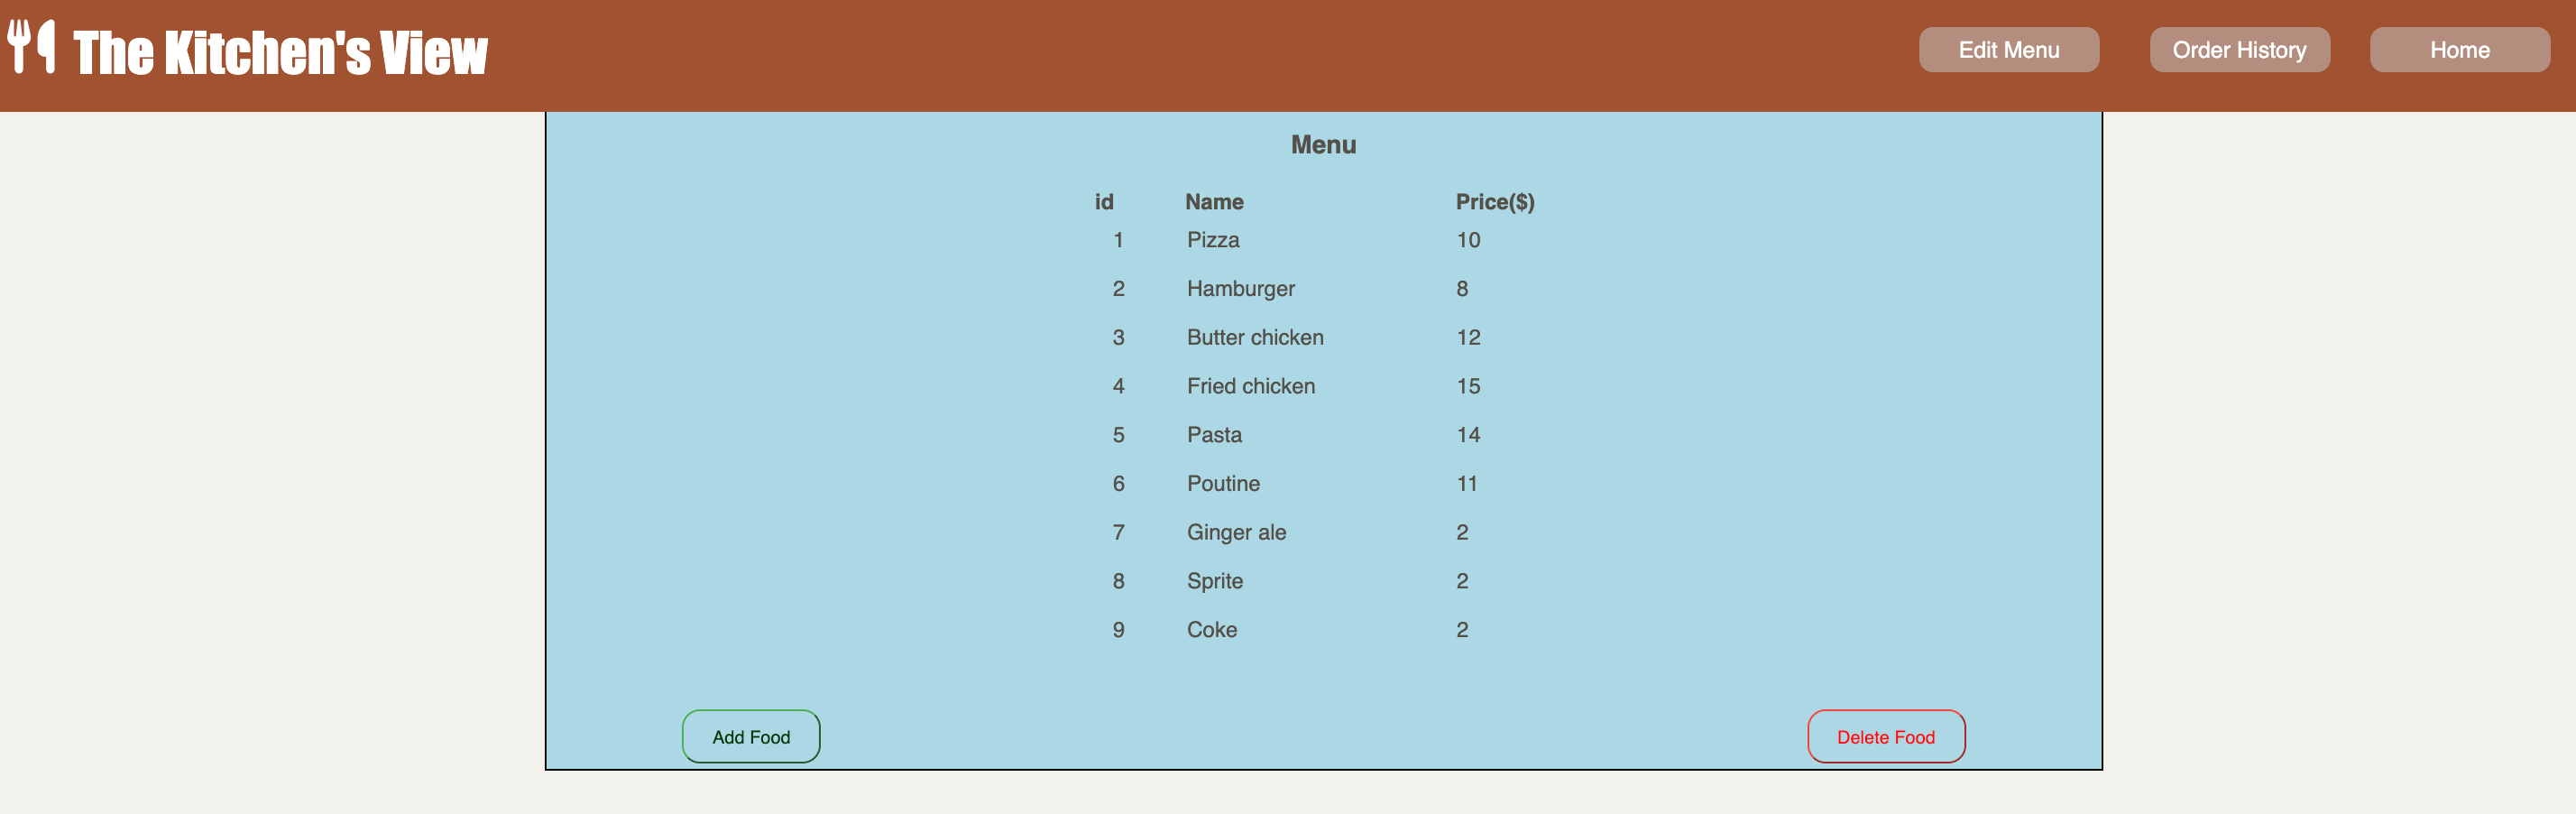 The Kitchen's View Edit Menu Order History Home
Menu
id Name Price($)
1 Pizza 10
2 Hamburger 8
3 Butter chicken 12
4 Fried chicken 15
5 Pasta 14
6 Poutine 11
7 Ginger ale 2
8 Sprite 2
9 Coke 2
Add Food Delete Food